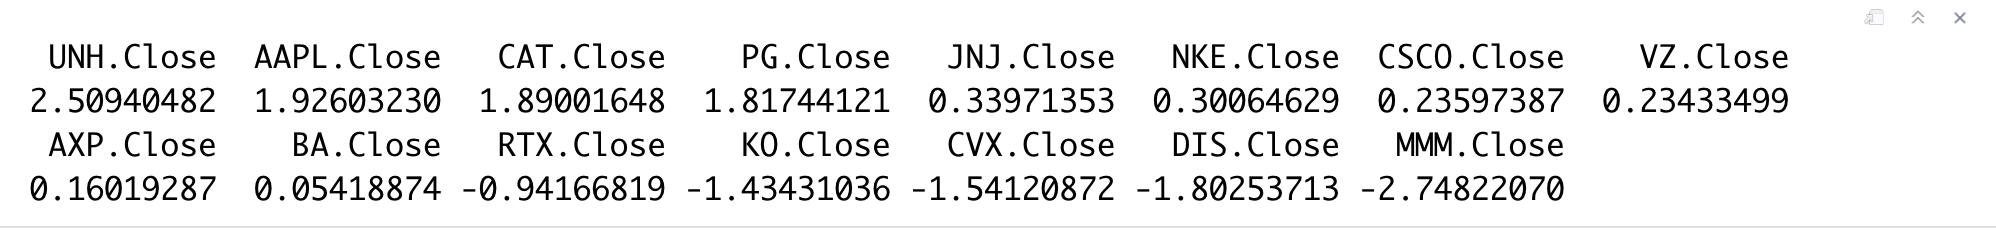 UNH.Close AAPL.Close CAT.Close PG.Close JNJ.Close NKE.Close CSCO.Close VZ.Close
2.50940482 1.92603230 1.89001648 1.81744121 0.33971353 0.30064629 0.23597387 0.23433499
AXP.Close BA.Close RTX.Close KO.Close CVX.Close DIS.Close MMM.Close
0.16019287 0.05418874 -0.94166819 -1.43431036 -1.54120872 -1.80253713 -2.74822070